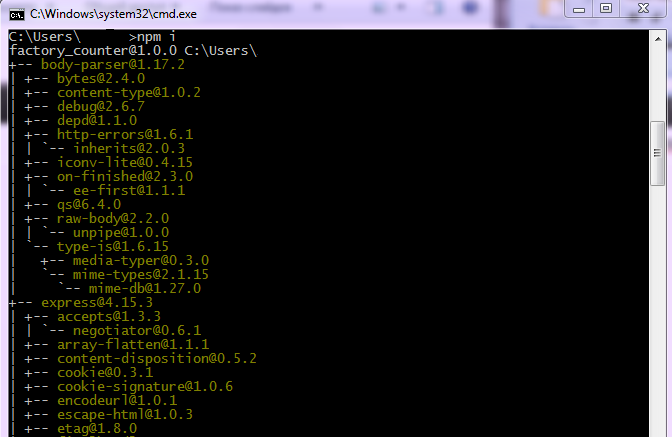 C:\Windows\system32\cmd.exe
C:\Users\      >npm i
factory_counter@1.0.0 C:\Users\
+-- body-parser@1.17.2
| +-- bytes@2.4.0
| +-- content-type@1.0.2
| +-- debug@2.6.7
| +-- depd@1.1.0
| +-- http-errors@1.6.1
| | `-- inherits@2.0.3
| +-- iconv-lite@0.4.15
| +-- on-finished@2.3.0
| | `-- ee-first@1.1.1
| +-- qs@6.4.0
| +-- raw-body@2.2.0
| | `-- unpipe@1.0.0
| `-- type-is@1.6.15
|   +-- media-typer@0.3.0
|   `-- mime-types@2.1.15
|     `-- mime-db@1.27.0
+-- express@4.15.3
| +-- accepts@1.3.3
| | `-- negotiator@0.6.1
| +-- array-flatten@1.1.1
| +-- content-disposition@0.5.2
| +-- cookie@0.3.1
| +-- cookie-signature@1.0.6
| +-- encodeurl@1.0.1
| +-- escape-html@1.0.3
| +-- etag@1.8.0